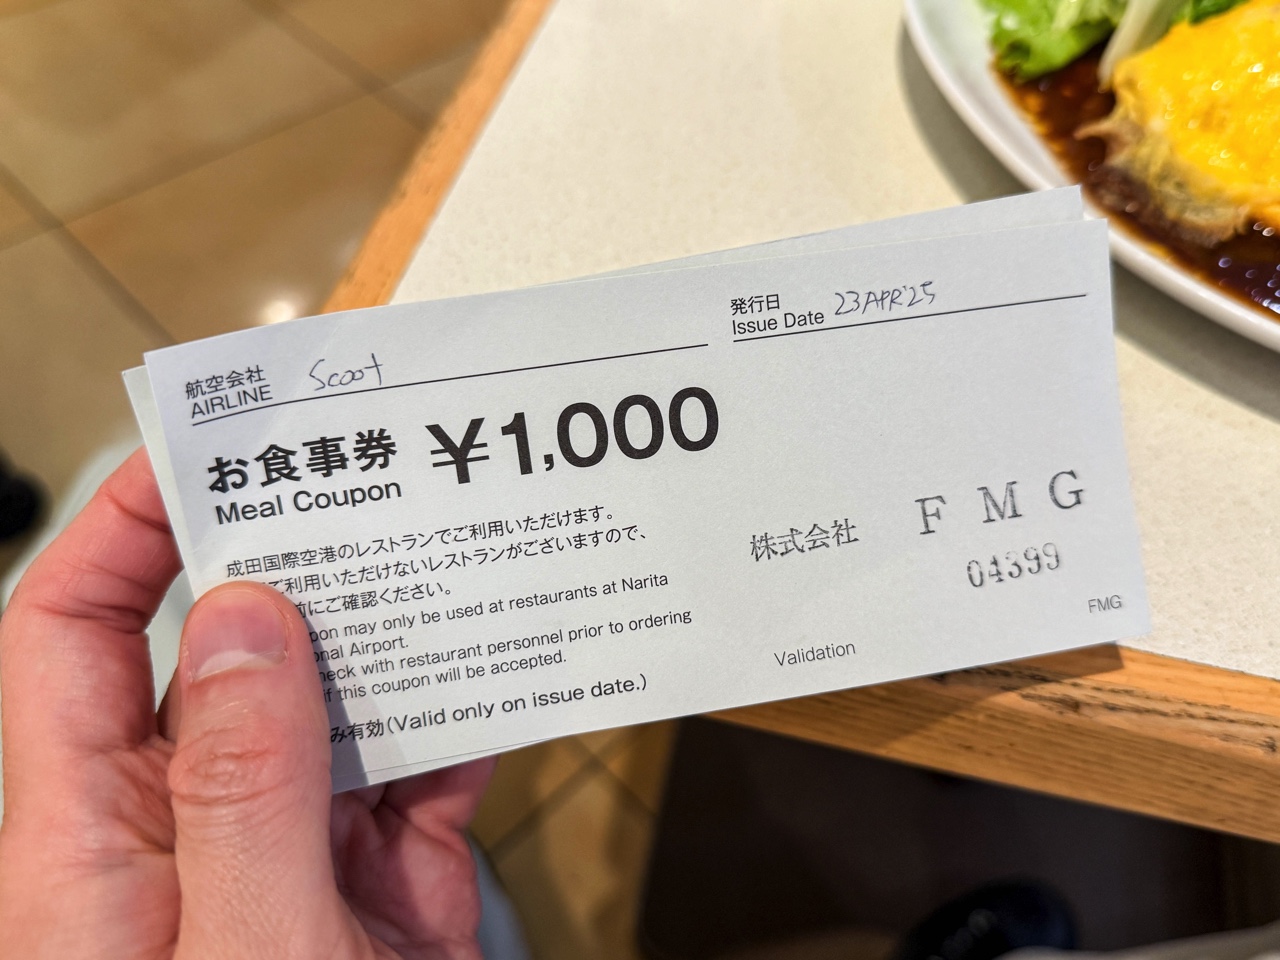 航空会社
AIRLINE Scoot
発行日
Issue Date 23APR'25
お食事券 ¥1,000
Meal Coupon
成田国際空港のレストランでご利用いただけます。
ご利用いただけないレストランがございますので、
前にご確認ください。
may only be used at restaurants at Narita
Airport.
with restaurant personnel prior to ordering
if this coupon will be accepted.
有効(Valid only on issue date.)
株式会社 F M G
04399
FMG
Validation